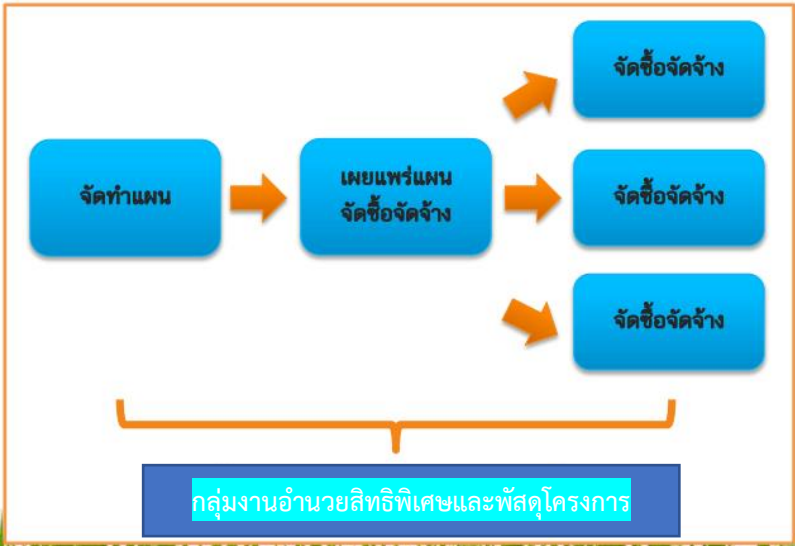 จัดทำแผน
เผยแพร่แผน
จัดซื้อจัดจ้าง
จัดซื้อจัดจ้าง
จัดซื้อจัดจ้าง
จัดซื้อจัดจ้าง
กลุ่มงานอำนวยสิทธิพิเศษและพัสดุโครงการ